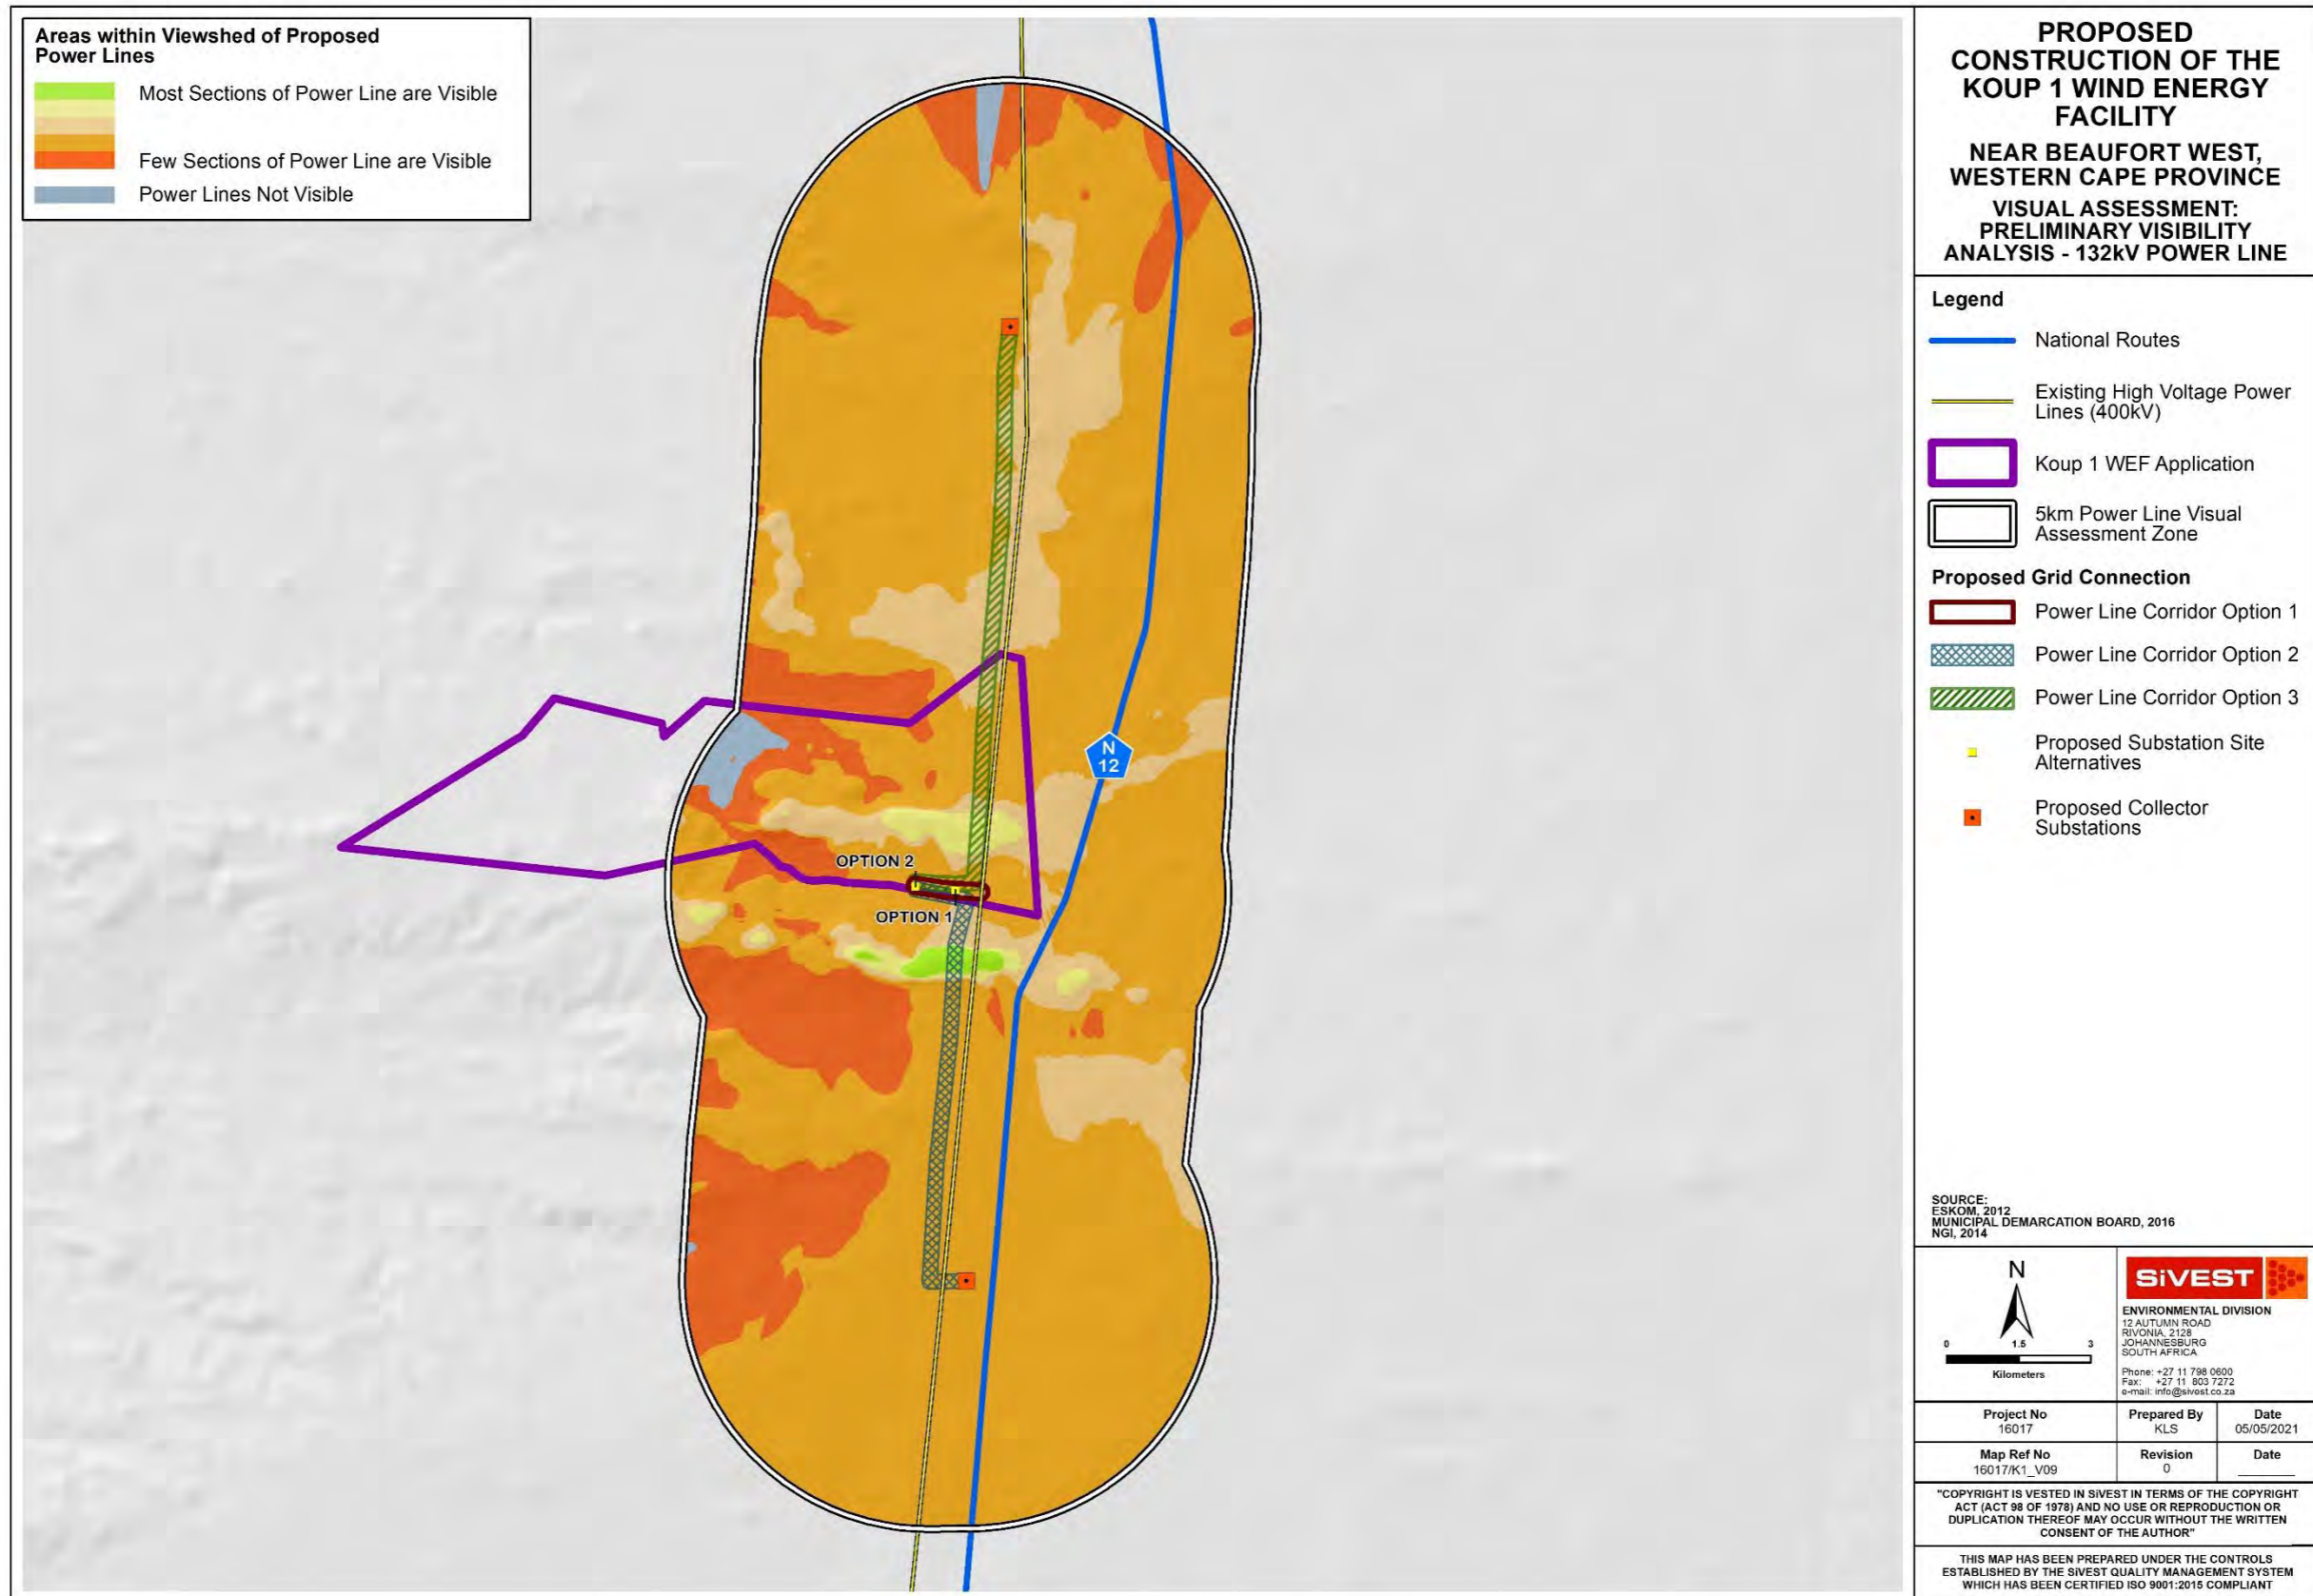 Areas within Viewshed of Proposed
Power Lines
Most Sections of Power Line are Visible
Few Sections of Power Line are Visible
Power Lines Not Visible
N
12
OPTION 2
OPTION 1
PROPOSED
CONSTRUCTION OF THE
KOUP 1 WIND ENERGY
FACILITY
NEAR BEAUFORT WEST,
WESTERN CAPE PROVINCE
VISUAL ASSESSMENT:
PRELIMINARY VISIBILITY
ANALYSIS - 132kV POWER LINE
Legend
National Routes
Existing High Voltage Power
Lines (400kV)
Koup 1 WEF Application
5km Power Line Visual
Assessment Zone
Proposed Grid Connection
Power Line Corridor Option 1
Power Line Corridor Option 2
Power Line Corridor Option 3
Proposed Substation Site
Alternatives
Proposed Collector
Substations
SOURCE:
ESKOM, 2012
MUNICIPAL DEMARCATION BOARD, 2016
NGI, 2014
N
0 1.5 3
Kilometers
SiVEST
ENVIRONMENTAL DIVISION
12 AUTUMN ROAD
RIVONIA, 2128
JOHANNESBURG
SOUTH AFRICA
Phone: +27 11 798 0600
Fax: +27 11 803 7272
e-mail: info@sivest.co.za
Project No
16017
Prepared By
KLS
Date
05/05/2021
Map Ref No
16017/K1_V09
Revision
0
Date
"COPYRIGHT IS VESTED IN SiVEST IN TERMS OF THE COPYRIGHT
ACT (ACT 98 OF 1978) AND NO USE OR REPRODUCTION OR
DUPLICATION THEREOF MAY OCCUR WITHOUT THE WRITTEN
CONSENT OF THE AUTHOR"
THIS MAP HAS BEEN PREPARED UNDER THE CONTROLS
ESTABLISHED BY THE SiVEST QUALITY MANAGEMENT SYSTEM
WHICH HAS BEEN CERTIFIED ISO 9001:2015 COMPLIANT